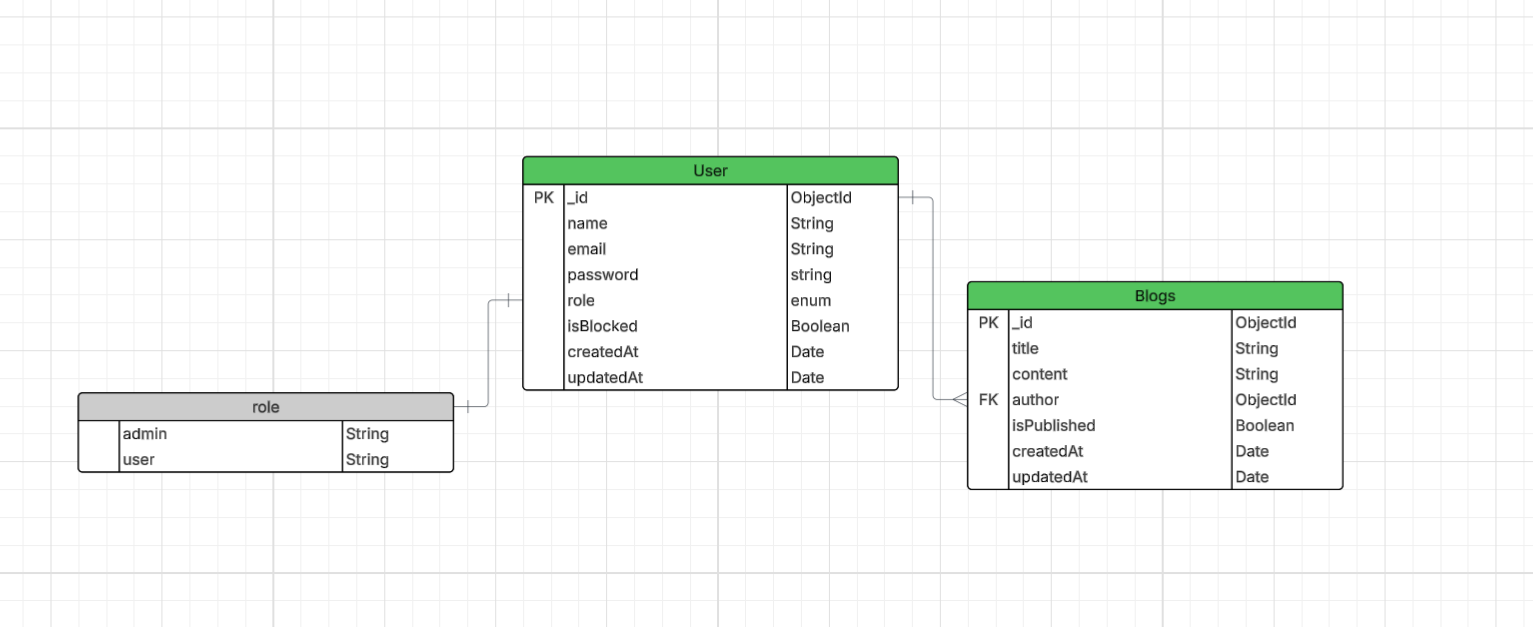 User
PK _id ObjectId
name String
email String
password string
role enum
isBlocked Boolean
createdAt Date
updatedAt Date
role
admin String
user String
Blogs
PK _id ObjectId
title String
content String
FK author ObjectId
isPublished Boolean
createdAt Date
updatedAt Date